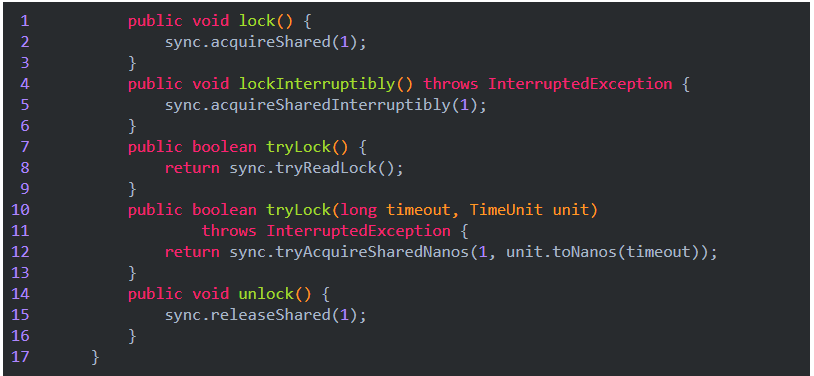 1 public void lock() {
2 sync.acquireShared(1);
3 }
4 public void lockInterruptibly() throws InterruptedException {
5 sync.acquireSharedInterruptibly(1);
6 }
7 public boolean tryLock() {
8 return sync.tryReadLock();
9 }
10 public boolean tryLock(long timeout, TimeUnit unit)
11 throws InterruptedException {
12 return sync.tryAcquireSharedNanos(1, unit.toNanos(timeout));
13 }
14 public void unlock() {
15 sync.releaseShared(1);
16 }
17 }